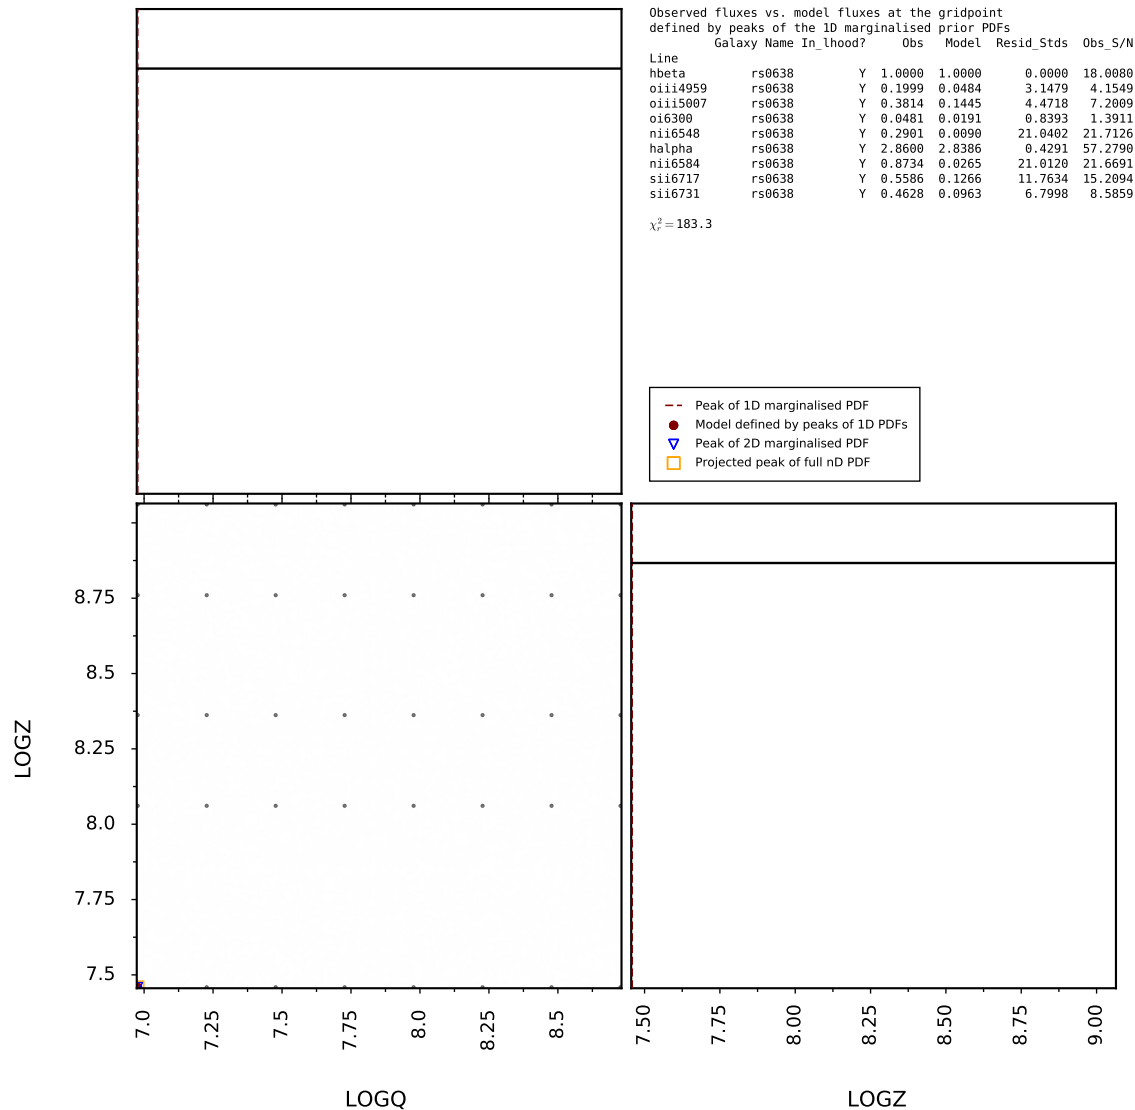 Observed fluxes vs. model fluxes at the gridpoint
defined by peaks of the 1D marginalised prior PDFs
Galaxy Name In_lhood? Obs Model Resid_Stds Obs_S/N
Line
hbeta rs0638 Y 1.0000 1.0000 0.0000 18.0080
oiii4959 rs0638 Y 0.1999 0.0484 3.1479 4.1549
oiii5007 rs0638 Y 0.3814 0.1445 4.4718 7.2009
oi6300 rs0638 Y 0.0481 0.0191 0.8393 1.3911
nii6548 rs0638 Y 0.2901 0.0090 21.0402 21.7126
halpha rs0638 Y 2.8600 2.8386 0.4291 57.2790
nii6584 rs0638 Y 0.8734 0.0265 21.0120 21.6691
sii6717 rs0638 Y 0.5586 0.1266 11.7634 15.2094
sii6731 rs0638 Y 0.4628 0.0963 6.7998 8.5859
χ²ᵣ = 183.3
Peak of 1D marginalised PDF
Model defined by peaks of 1D PDFs
Peak of 2D marginalised PDF
Projected peak of full nD PDF
8.75
8.5
8.25
8.0
7.75
7.5
LOGZ
7.0 7.25 7.5 7.75 8.0 8.25 8.5
LOGQ
7.50 7.75 8.00 8.25 8.50 8.75 9.00
LOGZ